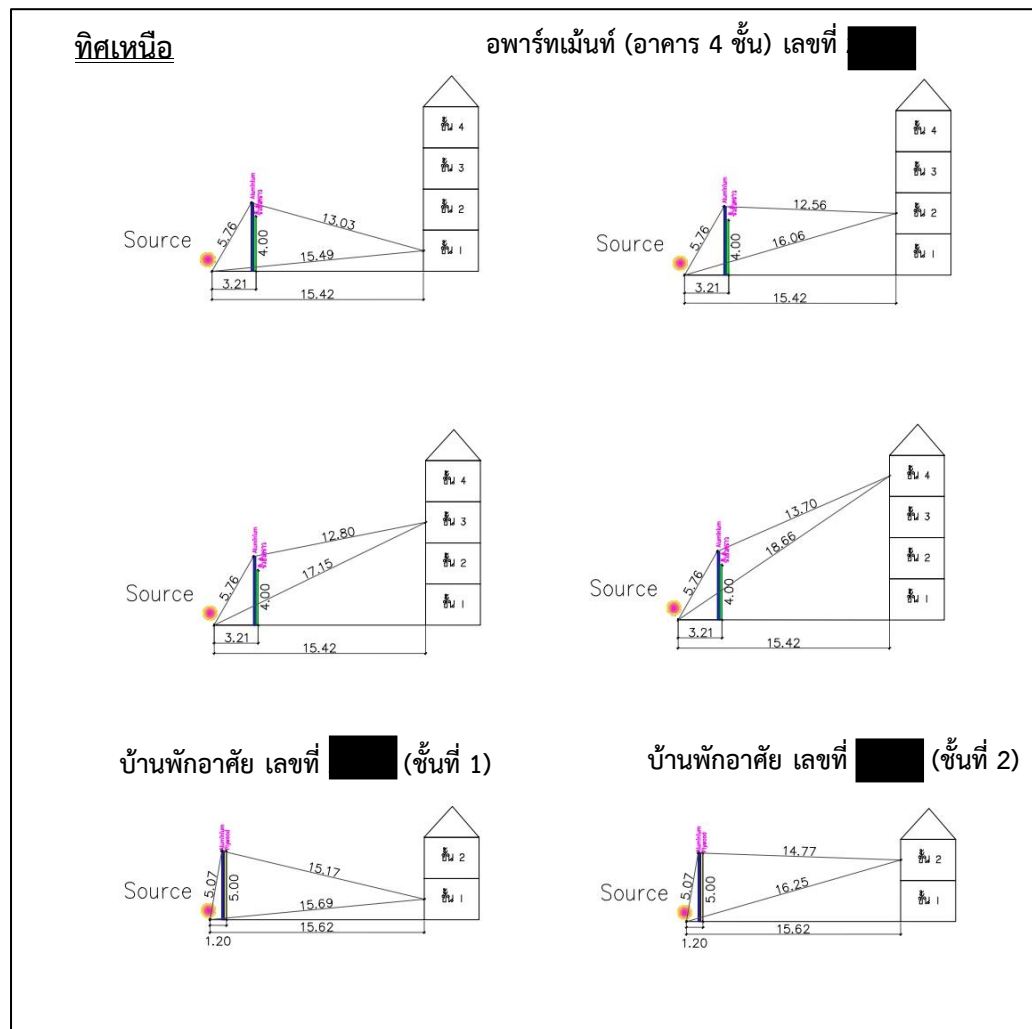 ทิศเหนือ
อพาร์ทเม้นท์ (อาคาร 4 ชั้น) เลขที่
ชั้น 4
ชั้น 3
ชั้น 2
ชั้น 1
Aluminium
5.76
13.03
4.00
15.49
Source
3.21
15.42
ชั้น 4
ชั้น 3
ชั้น 2
ชั้น 1
Aluminium
5.76
12.56
4.00
16.06
Source
3.21
15.42
ชั้น 4
ชั้น 3
ชั้น 2
ชั้น 1
Aluminium
5.76
12.80
4.00
17.15
Source
3.21
15.42
ชั้น 4
ชั้น 3
ชั้น 2
ชั้น 1
Aluminium
5.76
13.70
4.00
18.66
Source
3.21
15.42
บ้านพักอาศัย เลขที่ (ชั้นที่ 1)
บ้านพักอาศัย เลขที่ (ชั้นที่ 2)
ชั้น 2
ชั้น 1
Aluminium
Plywood
5.07
15.17
5.00
15.69
Source
15.62
1.20
ชั้น 2
ชั้น 1
Aluminium
Plywood
5.07
14.77
5.00
16.25
Source
15.62
1.20